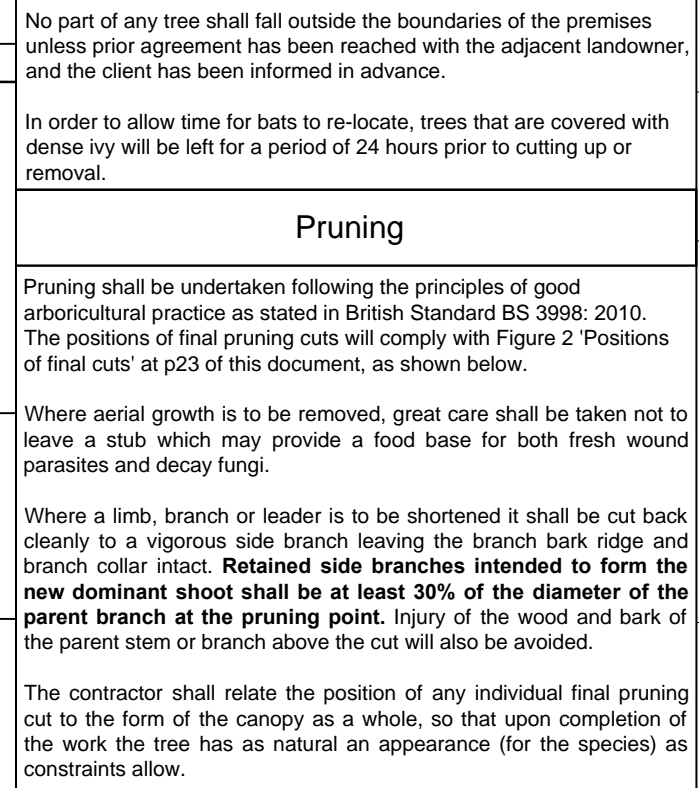 No part of any tree shall fall outside the boundaries of the premises
unless prior agreement has been reached with the adjacent landowner,
and the client has been informed in advance.
In order to allow time for bats to re-locate, trees that are covered with
dense ivy will be left for a period of 24 hours prior to cutting up or
removal.
Pruning
Pruning shall be undertaken following the principles of good
arboricultural practice as stated in British Standard BS 3998: 2010.
The positions of final pruning cuts will comply with Figure 2 'Positions
of final cuts' at p23 of this document, as shown below.
Where aerial growth is to be removed, great care shall be taken not to
leave a stub which may provide a food base for both fresh wound
parasites and decay fungi.
Where a limb, branch or leader is to be shortened it shall be cut back
cleanly to a vigorous side branch leaving the branch bark ridge and
branch collar intact. Retained side branches intended to form the
new dominant shoot shall be at least 30% of the diameter of the
parent branch at the pruning point. Injury of the wood and bark of
the parent stem or branch above the cut will also be avoided.
The contractor shall relate the position of any individual final pruning
cut to the form of the canopy as a whole, so that upon completion of
the work the tree has as natural an appearance (for the species) as
constraints allow.